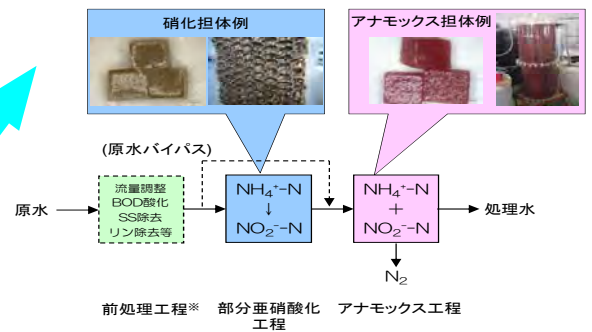 硝化担体例
アナモックス担体例
(原水バイパス)
原水
流量調整
BOD酸化
SS除去
リン除去等
NH₄⁺-N
↓
NO₂⁻-N
NH₄⁺-N
+
NO₂⁻-N
処理水
N₂
前処理工程※
部分亜硝酸化
工程
アナモックス工程